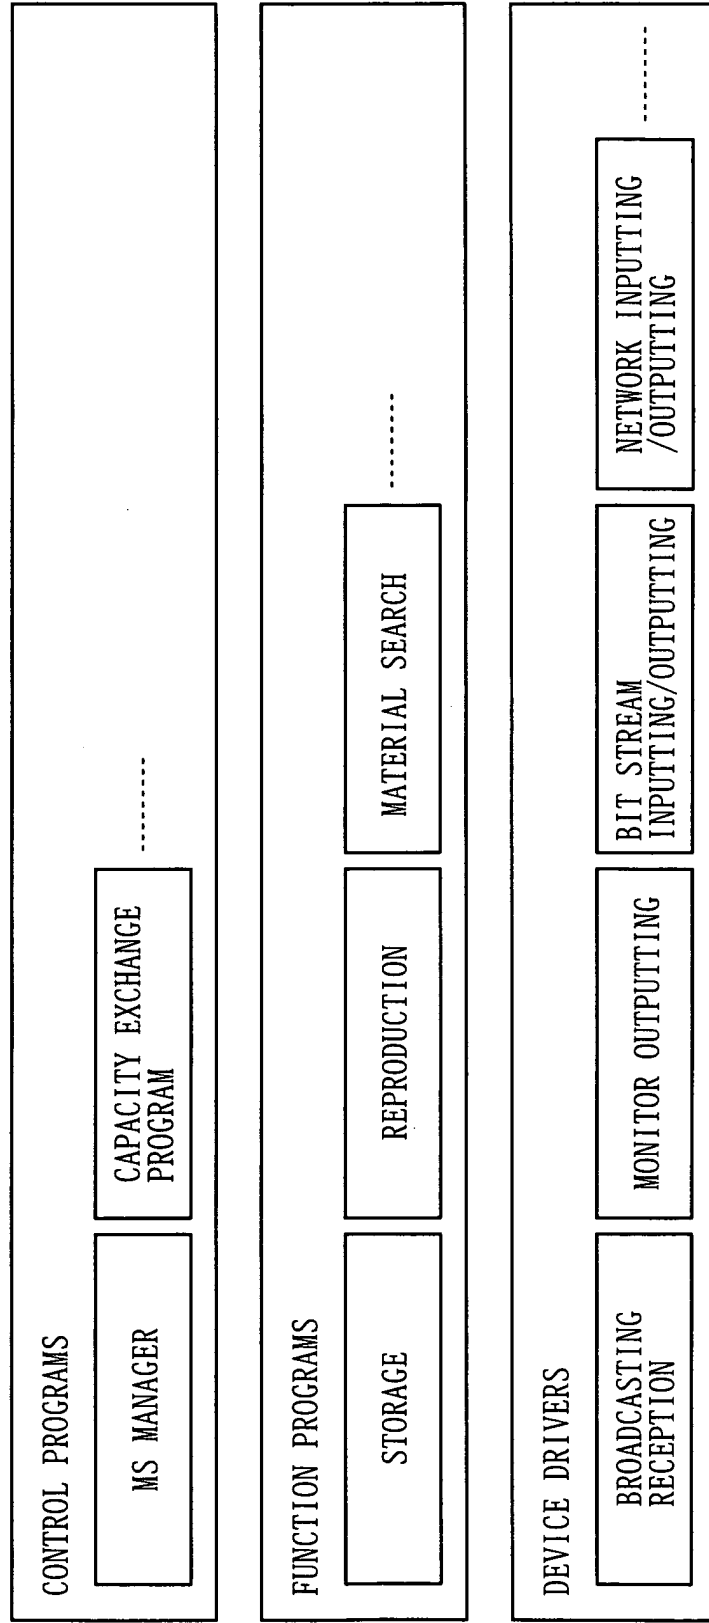 CONTROL PROGRAMS
MS MANAGER
CAPACITY EXCHANGE
PROGRAM
FUNCTION PROGRAMS
STORAGE
REPRODUCTION
MATERIAL SEARCH
DEVICE DRIVERS
BROADCASTING
RECEPTION
MONITOR OUTPUTTING
BIT STREAM
INPUTTING/OUTPUTTING
NETWORK INPUTTING
/OUTPUTTING